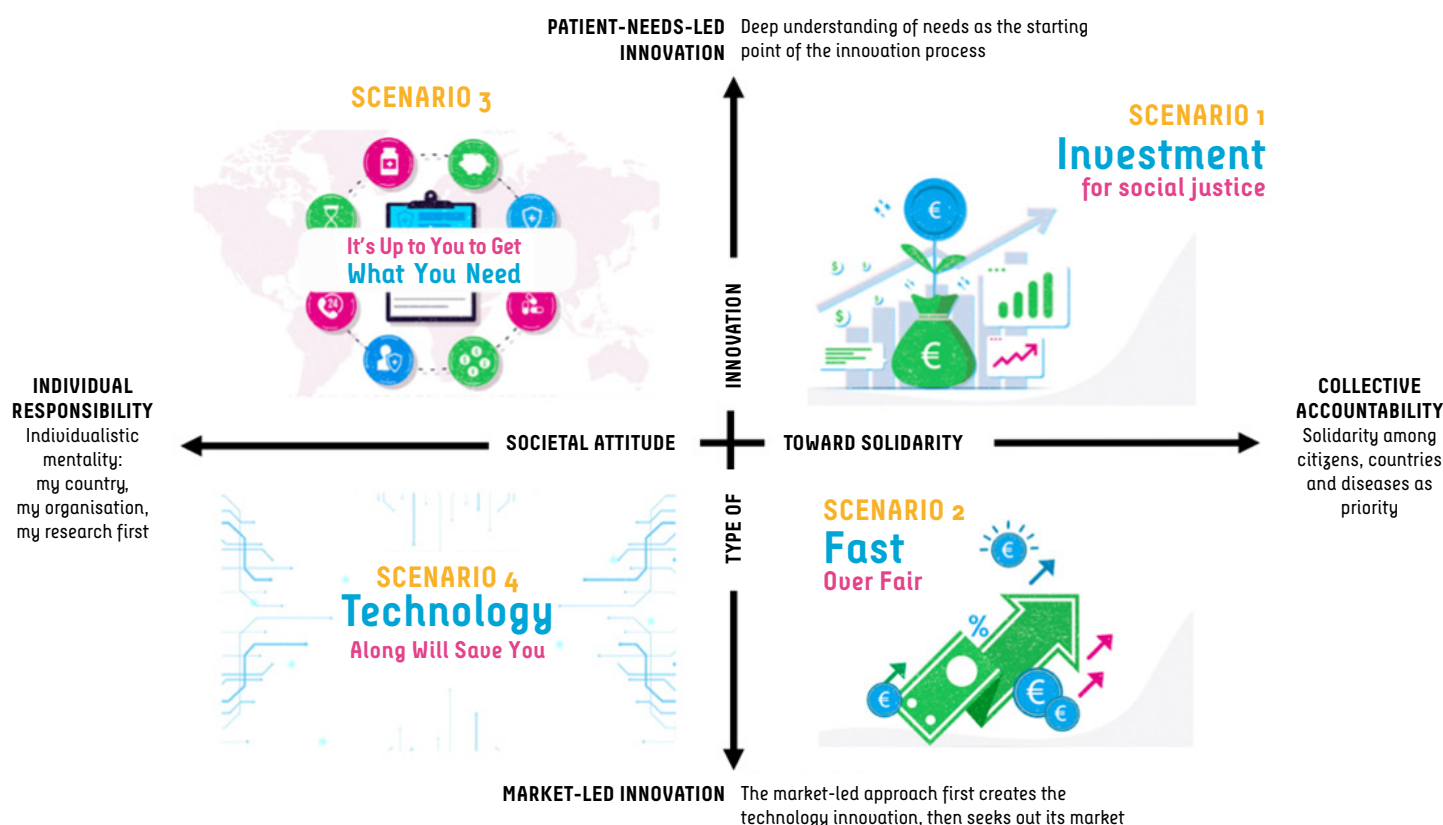 PATIENT-NEEDS-LED
INNOVATION
Deep understanding of needs as the starting
point of the innovation process
SCENARIO 3
It's Up to You to Get
What You Need
24
SCENARIO 1
Investment
for social justice
€
$
$
$
€
INDIVIDUAL
RESPONSIBILITY
Individualistic
mentality:
my country,
my organisation,
my research first
SOCIETAL ATTITUDE
TOWARD SOLIDARITY
TYPE OF
INNOVATION
COLLECTIVE
ACCOUNTABILITY
Solidarity among
citizens, countries
and diseases as
priority
SCENARIO 4
Technology
Along Will Save You
SCENARIO 2
Fast
Over Fair
€
%
€
€
€
MARKET-LED INNOVATION
The market-led approach first creates the
technology innovation, then seeks out its market